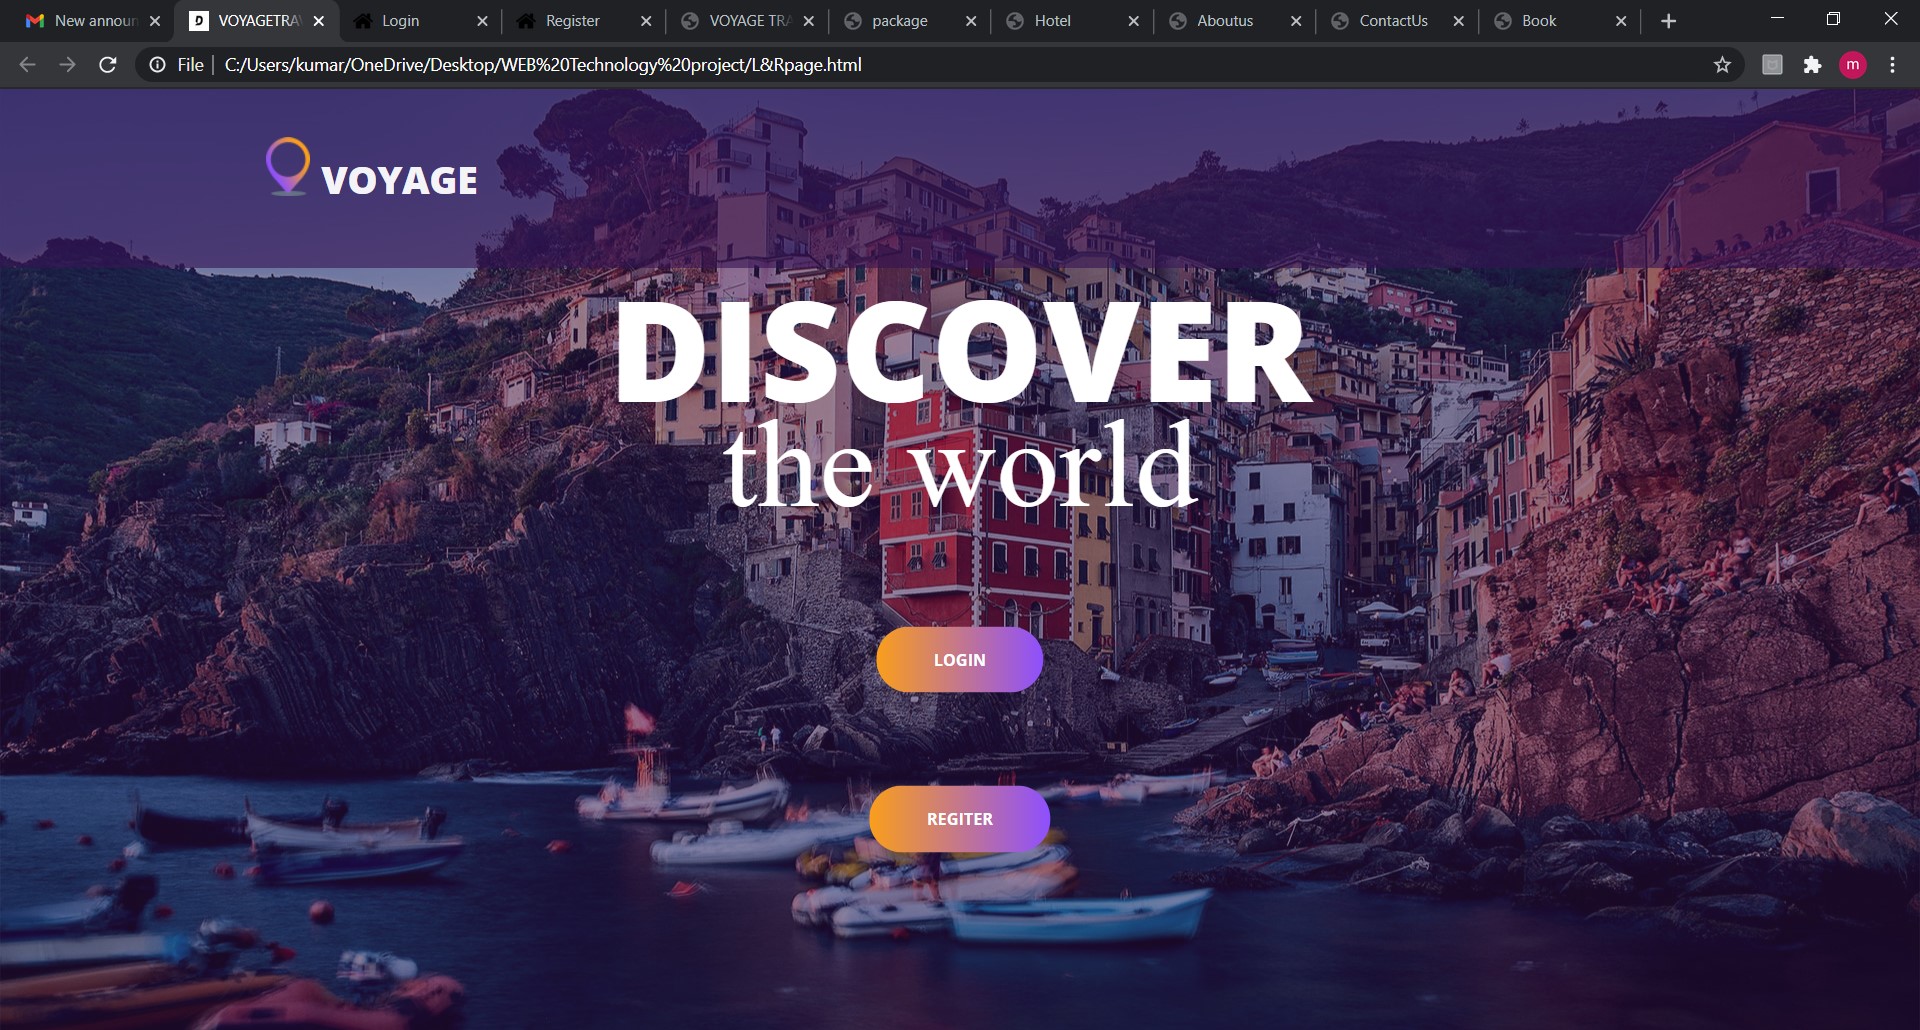 New announ
VOYAGETRAV
Login
Register
VOYAGE TRA
package
Hotel
Aboutus
ContactUs
Book
File
C:/Users/kumar/OneDrive/Desktop/WEB%20Technology%20project/L&Rpage.html
m
VOYAGE
DISCOVER
the world
LOGIN
REGITER